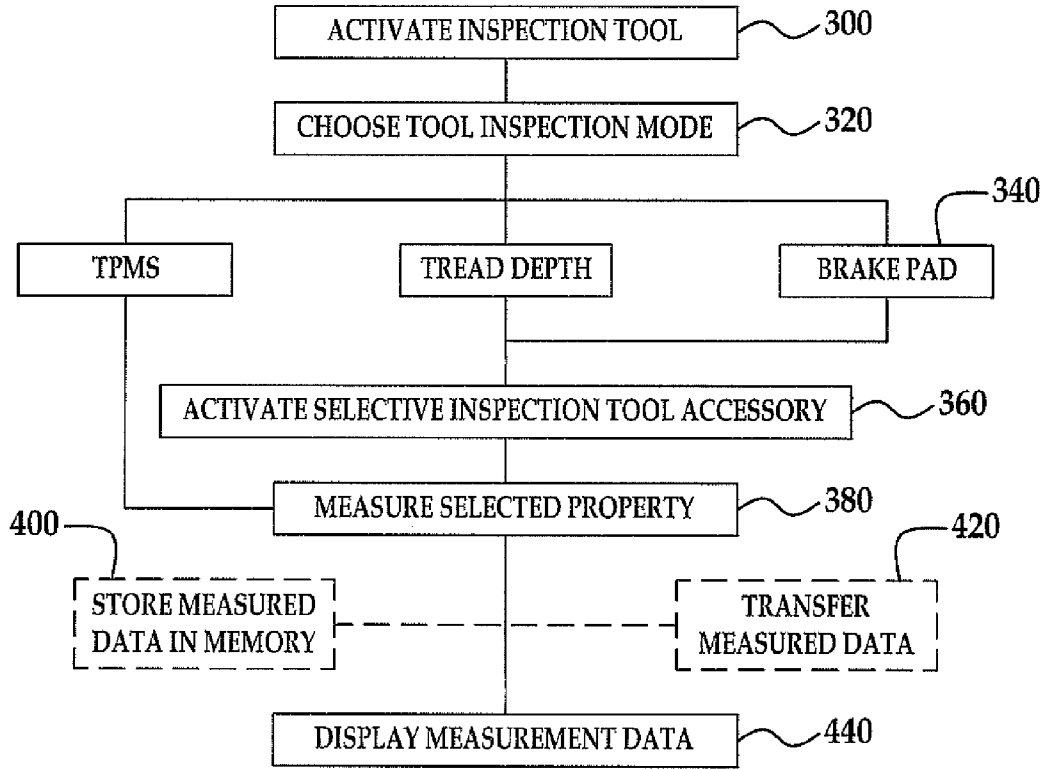 ACTIVATE INSPECTION TOOL
300
CHOOSE TOOL INSPECTION MODE
320
340
TPMS
TREAD DEPTH
BRAKE PAD
ACTIVATE SELECTIVE INSPECTION TOOL ACCESSORY
360
MEASURE SELECTED PROPERTY
380
400
420
STORE MEASURED
DATA IN MEMORY
TRANSFER
MEASURED DATA
DISPLAY MEASUREMENT DATA
440